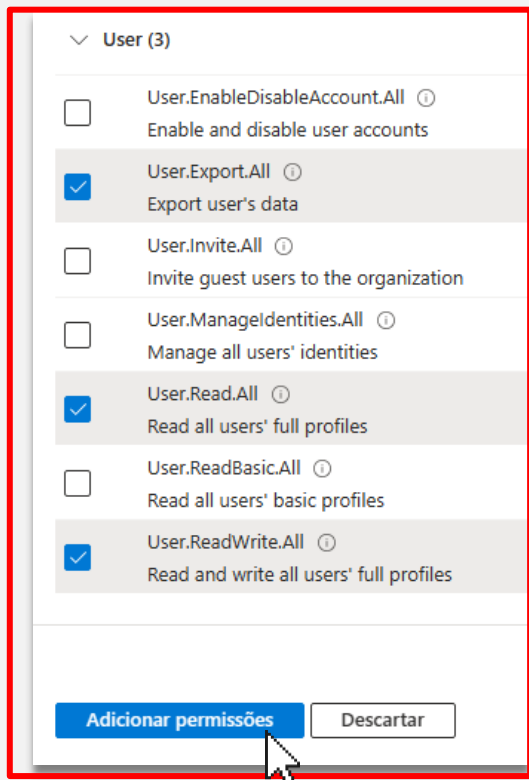 User (3)
User.EnableDisableAccount.All
Enable and disable user accounts
User.Export.All
Export user's data
User.Invite.All
Invite guest users to the organization
User.ManageIdentities.All
Manage all users' identities
User.Read.All
Read all users' full profiles
User.ReadBasic.All
Read all users' basic profiles
User.ReadWrite.All
Read and write all users' full profiles
Adicionar permissões Descartar